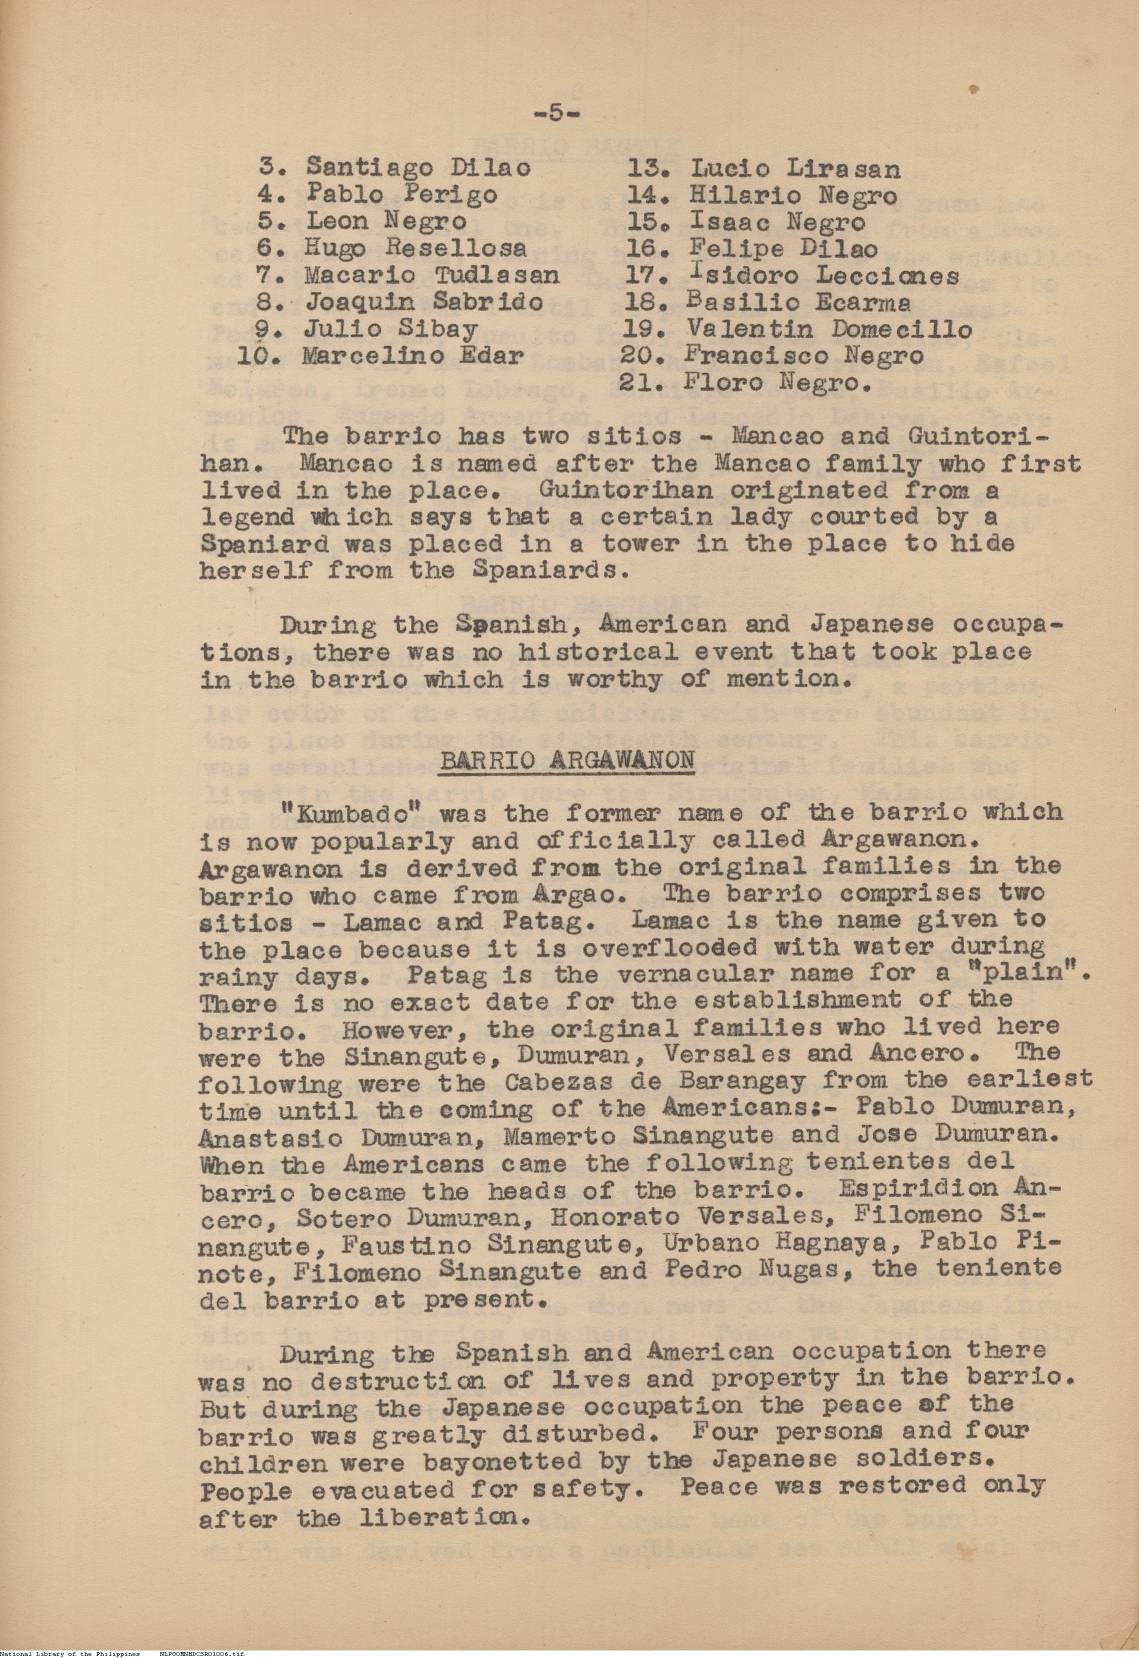 -5-
3. Santiago Dilao
4. Pablo Perigo
5. Leon Negro
6. Hugo Resellosa
7. Macario Tudlasan
8. Joaquin Sabrido
9. Julio Sibay
10. Marcelino Edar
13. Lucio Lirasan
14. Hilario Negro
15. Isaac Negro
16. Felipe Dilao
17. Isidoro Lecciones
18. Basilio Ecarma
19. Valentin Domecillo
20. Francisco Negro
21. Floro Negro.
The barrio has two sitios - Mancao and Guintori-
han. Mancao is named after the Mancao family who first
lived in the place. Guintorihan originated from a
legend which says that a certain lady courted by a
Spaniard was placed in a tower in the place to hide
herself from the Spaniards.
During the Spanish, American and Japanese occupa-
tions, there was no historical event that took place
in the barrio which is worthy of mention.
BARRIO ARGAWANON
"Kumbado" was the former name of the barrio which
is now popularly and officially called Argawanon.
Argawanon is derived from the original families in the
barrio who came from Argao. The barrio comprises two
sitios - Lamac and Patag. Lamac is the name given to
the place because it is overflooded with water during
rainy days. Patag is the vernacular name for a "plain".
There is no exact date for the establishment of the
barrio. However, the original families who lived here
were the Sinangute, Dumuran, Versales and Ancero. The
following were the Cabezas de Barangay from the earliest
time until the coming of the Americans:- Pablo Dumuran,
Anastasio Dumuran, Mamerto Sinangute and Jose Dumuran.
When the Americans came the following tenientes del
barrio became the heads of the barrio. Espiridion An-
cero, Sotero Dumuran, Honorato Versales, Filomeno Si-
nangute, Faustino Sinangute, Urbano Hagnaya, Pablo Pi-
note, Filomeno Sinangute and Pedro Nugas, the teniente
del barrio at present.
During the Spanish and American occupation there
was no destruction of lives and property in the barrio.
But during the Japanese occupation the peace of the
barrio was greatly disturbed. Four persons and four
children were bayonetted by the Japanese soldiers.
People evacuated for safety. Peace was restored only
after the liberation.
National Library of the Philippines NLPOOMNHDCSR01006.tif